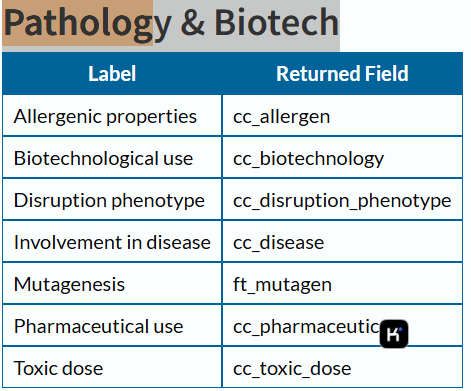 Pathology & Biotech
Label Returned Field
Allergenic properties cc_allergen
Biotechnological use cc_biotechnology
Disruption phenotype cc_disruption_phenotype
Involvement in disease cc_disease
Mutagenesis ft_mutagen
Pharmaceutical use cc_pharmaceutic
Toxic dose cc_toxic_dose